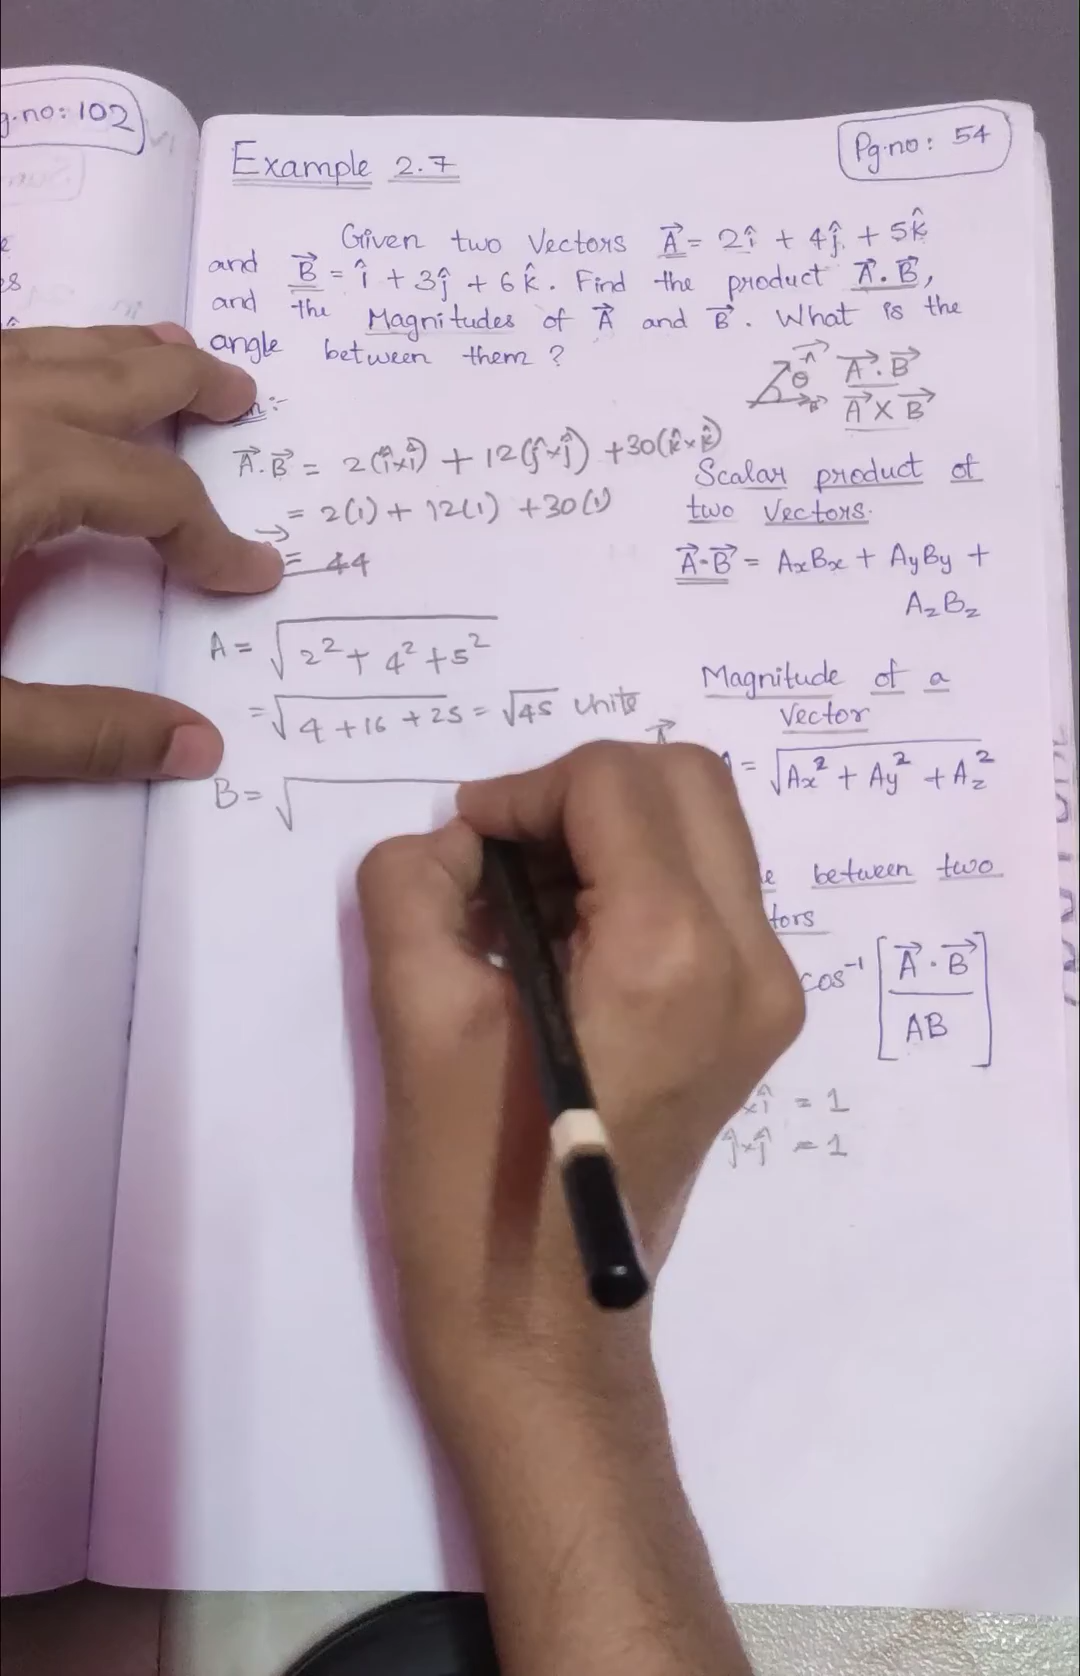 g.no: 102
Pg.no: 54
Example 2.7
Given two Vectors A⃗ = 2î + 4ĵ + 5k̂
and B⃗ = î + 3ĵ + 6k̂. Find the product A⃗.B⃗,
and the Magnitudes of A⃗ and B⃗. What is the
angle between them ?
θ
A⃗.B⃗
A⃗×B⃗
A⃗.B⃗ = 2(î×î) + 12(ĵ×ĵ) +30(k̂×k̂)
= 2(1) + 12(1) +30(1)
= 44
A = √2² + 4² +5²
= √4 +16 +25 = √45 units
B = √
Scalar product of
two Vectors.
A⃗.B⃗ = AxBx + AyBy +
AzBz
Magnitude of a
Vector
= √Ax² + Ay² + Az²
between two
cos⁻¹ [A⃗.B⃗ / AB]
×î = 1
ĵ×ĵ = 1